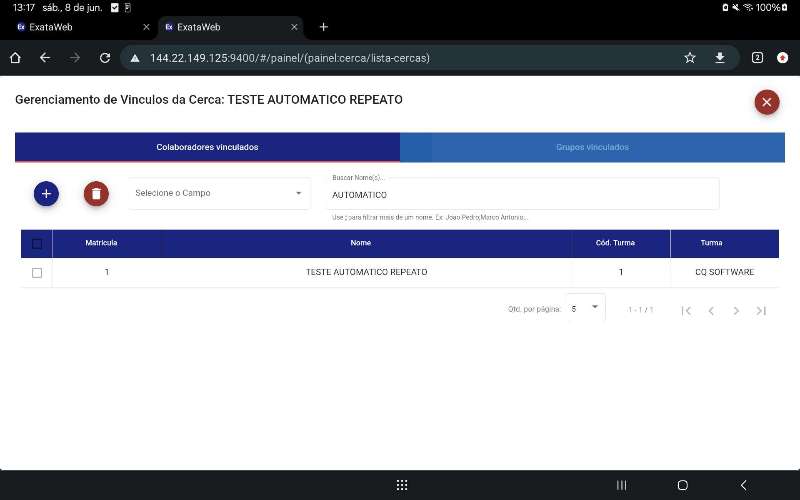 13:17 sáb., 8 de jun.
100%
ExataWeb
ExataWeb
144.22.149.125:9400/#/painel/(painel:cerca/lista-cercas)
2
Gerenciamento de Vinculos da Cerca: TESTE AUTOMATICO REPEATO
Colaboradores vinculados
Grupos vinculados
Selecione o Campo
Buscar Nome(s)...
AUTOMATICO
Use ; para filtrar mais de um nome. Ex: Joao Pedro;Marco Antonio...
Matricula
Nome
Cód. Turma
Turma
1
TESTE AUTOMATICO REPEATO
1
CQ SOFTWARE
Qtd. por página:
5
1 - 1 / 1